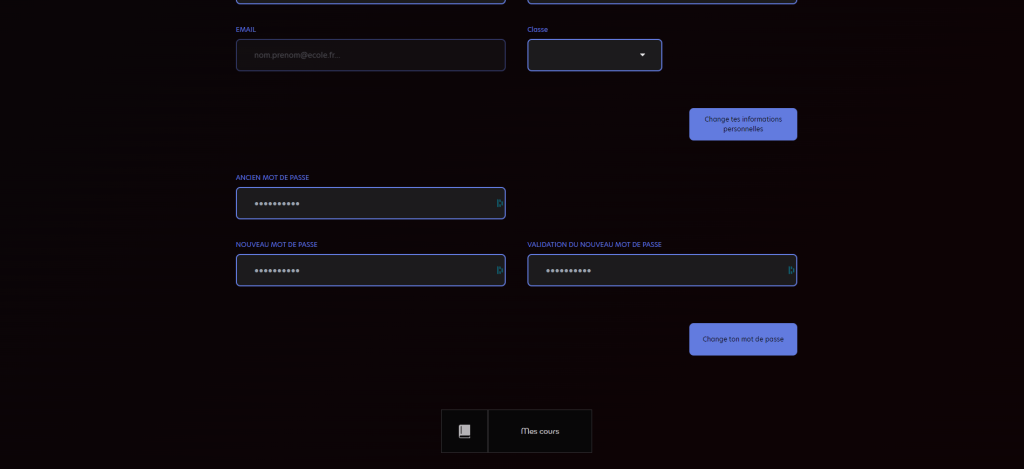 EMAIL
Classe
nom.prenom@ecole.fr...
Change tes informations
personnelles
ANCIEN MOT DE PASSE
••••••••••
NOUVEAU MOT DE PASSE
VALIDATION DU NOUVEAU MOT DE PASSE
••••••••••
••••••••••
Change ton mot de passe
Mes cours